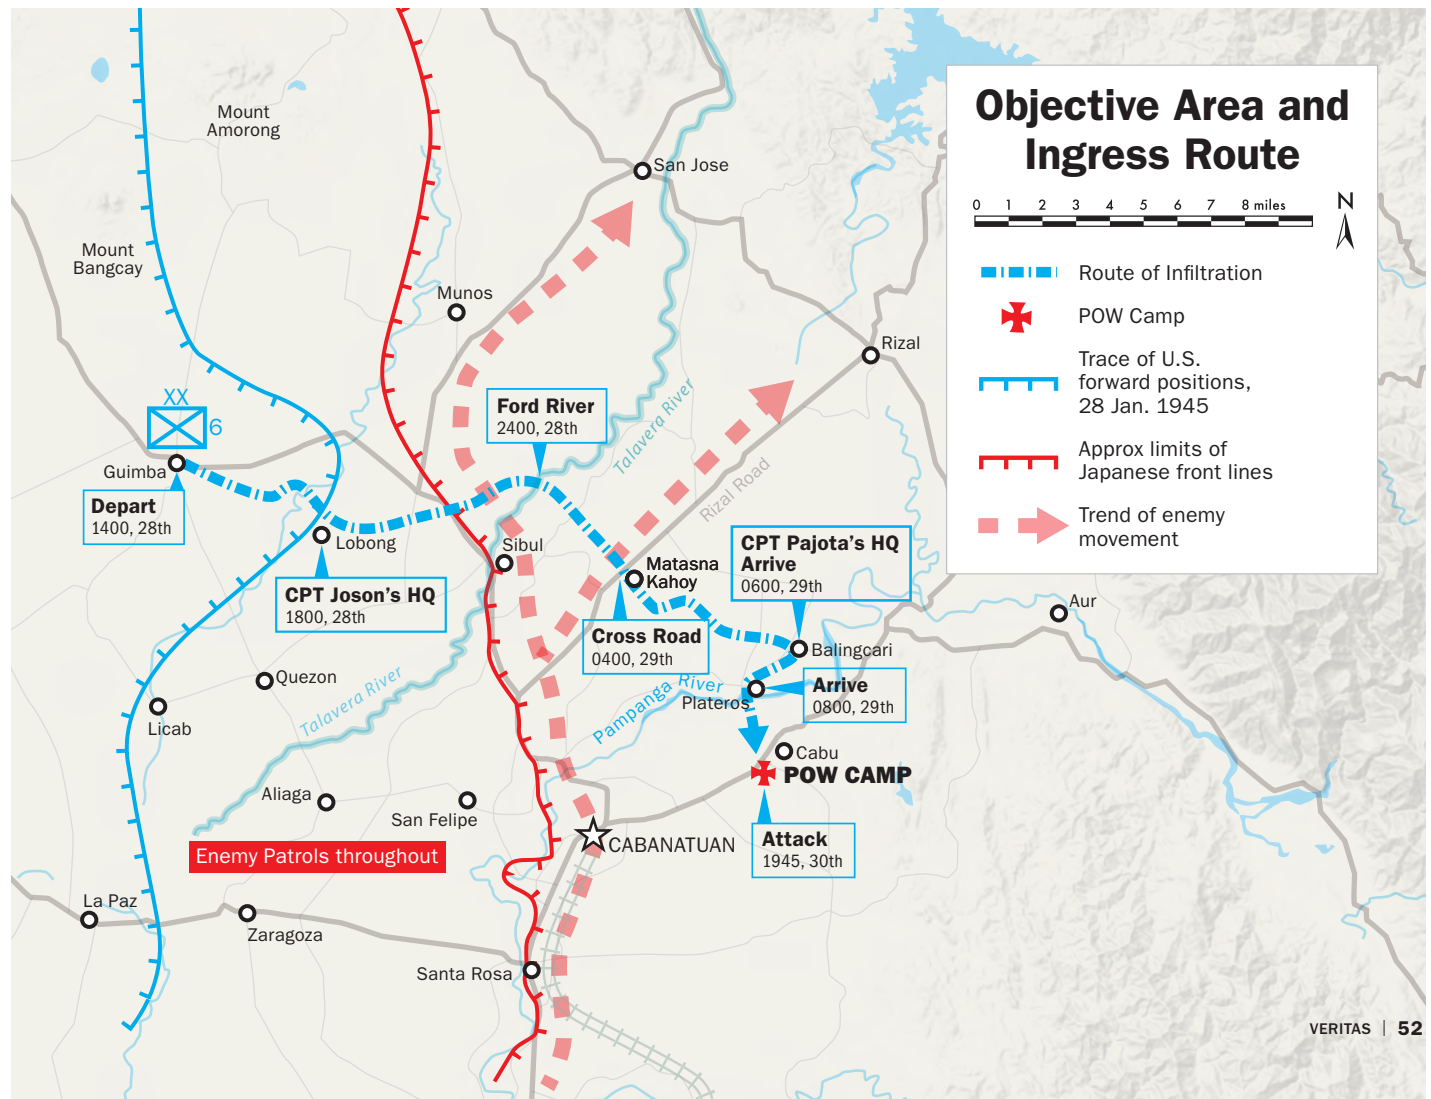 Objective Area and
Ingress Route
0 1 2 3 4 5 6 7 8 miles
N
Route of Infiltration
POW Camp
Trace of U.S.
forward positions,
28 Jan. 1945
Approx limits of
Japanese front lines
Trend of enemy
movement
Mount
Amorong
San Jose
Mount
Bangcay
Munos
Rizal
XX
6
Guimba
Depart
1400, 28th
Ford River
2400, 28th
Talavera River
Rizal Road
Lobong
Sibul
CPT Joson's HQ
1800, 28th
Matasna
Kahoy
CPT Pajota's HQ
Arrive
0600, 29th
Cross Road
0400, 29th
Aur
Balingcari
Arrive
0800, 29th
Plateros
Pampanga River
Quezon
Licab
Talavera River
Cabu
POW CAMP
Aliaga
San Felipe
CABANATUAN
Attack
1945, 30th
Enemy Patrols throughout
La Paz
Zaragoza
Santa Rosa
VERITAS | 52